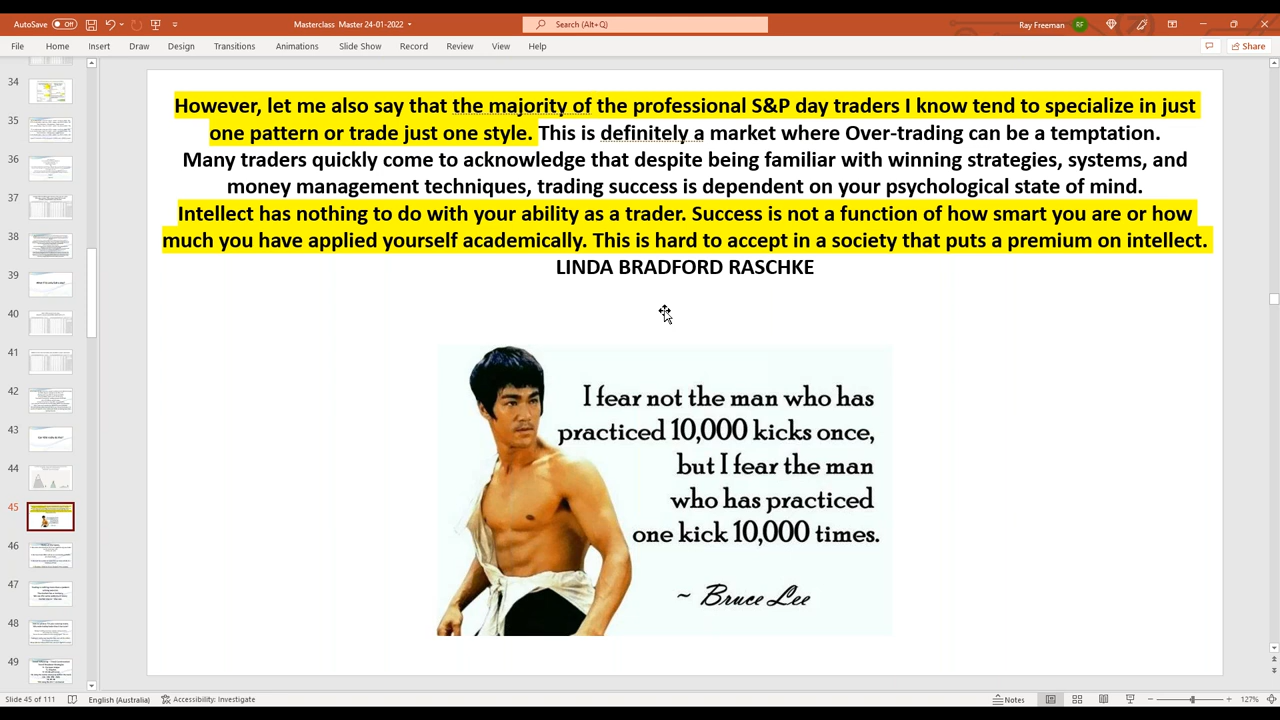 AutoSave
Off
Masterclass Master 24-01-2022
Search (Alt+Q)
Ray Freeman
RF
File Home Insert Draw Design Transitions Animations Slide Show Record Review View Help
Share
34
35
36
37
38
39
40
41
42
43
44
45
46
47
48
49
However, let me also say that the majority of the professional S&P day traders I know tend to specialize in just
one pattern or trade just one style. This is definitely a market where Over-trading can be a temptation.
Many traders quickly come to acknowledge that despite being familiar with winning strategies, systems, and
money management techniques, trading success is dependent on your psychological state of mind.
Intellect has nothing to do with your ability as a trader. Success is not a function of how smart you are or how
much you have applied yourself academically. This is hard to accept in a society that puts a premium on intellect.
LINDA BRADFORD RASCHKE
I fear not the man who has
practiced 10,000 kicks once,
but I fear the man
who has practiced
one kick 10,000 times.
~ Bruce Lee
Slide 45 of 111
English (Australia)
Accessibility: Investigate
Notes
127%